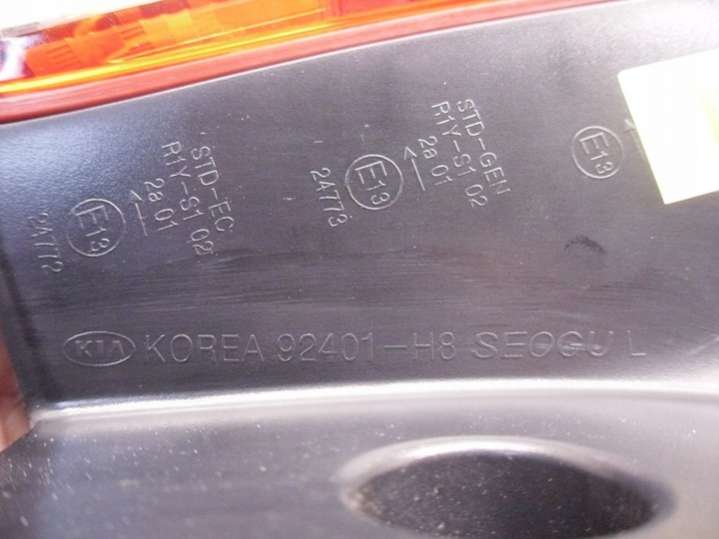 STD-EC
R1Y-S1 02
2a 01
E13
24772
STD-GEN
R1Y-S1 02
2a 01
E13
24773
E13
KIA KOREA 92401-H8 SEOGU L